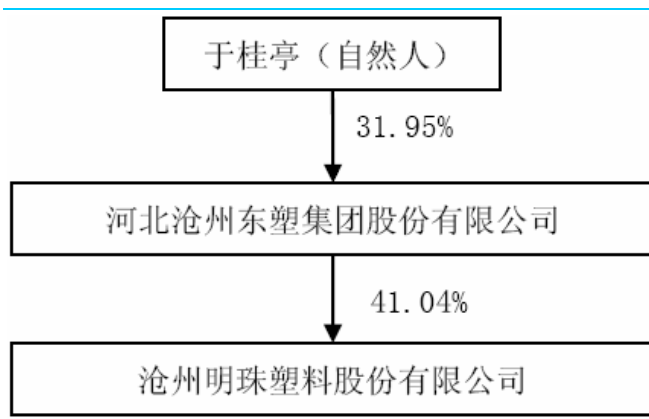 于桂亭（自然人）
31.95%
河北沧州东塑集团股份有限公司
41.04%
沧州明珠塑料股份有限公司